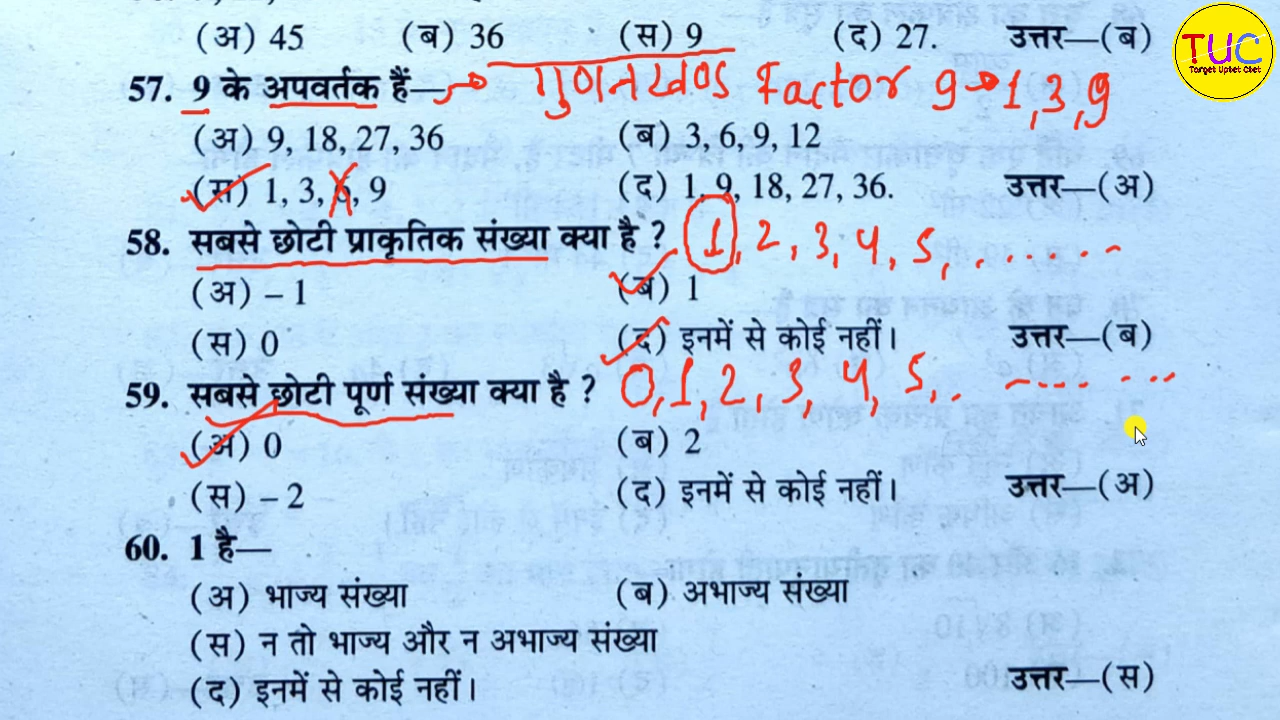 (अ) 45 (ब) 36 (स) 9 (द) 27. उत्तर—(ब)
TUC
Target Uptet Ctet
57. 9 के अपवर्तक हैं— गुणनखण्ड Factor 9 → 1, 3, 9
(अ) 9, 18, 27, 36 (ब) 3, 6, 9, 12
(स) 1, 3, 6, 9 (द) 1, 9, 18, 27, 36. उत्तर—(अ)
58. सबसे छोटी प्राकृतिक संख्या क्या है ? 1, 2, 3, 4, 5, .......
(अ) – 1 (ब) 1
(स) 0 (द) इनमें से कोई नहीं। उत्तर—(ब)
59. सबसे छोटी पूर्ण संख्या क्या है ? 0, 1, 2, 3, 4, 5, .......
(अ) 0 (ब) 2
(स) – 2 (द) इनमें से कोई नहीं। उत्तर—(अ)
60. 1 है—
(अ) भाज्य संख्या (ब) अभाज्य संख्या
(स) न तो भाज्य और न अभाज्य संख्या
(द) इनमें से कोई नहीं। उत्तर—(स)